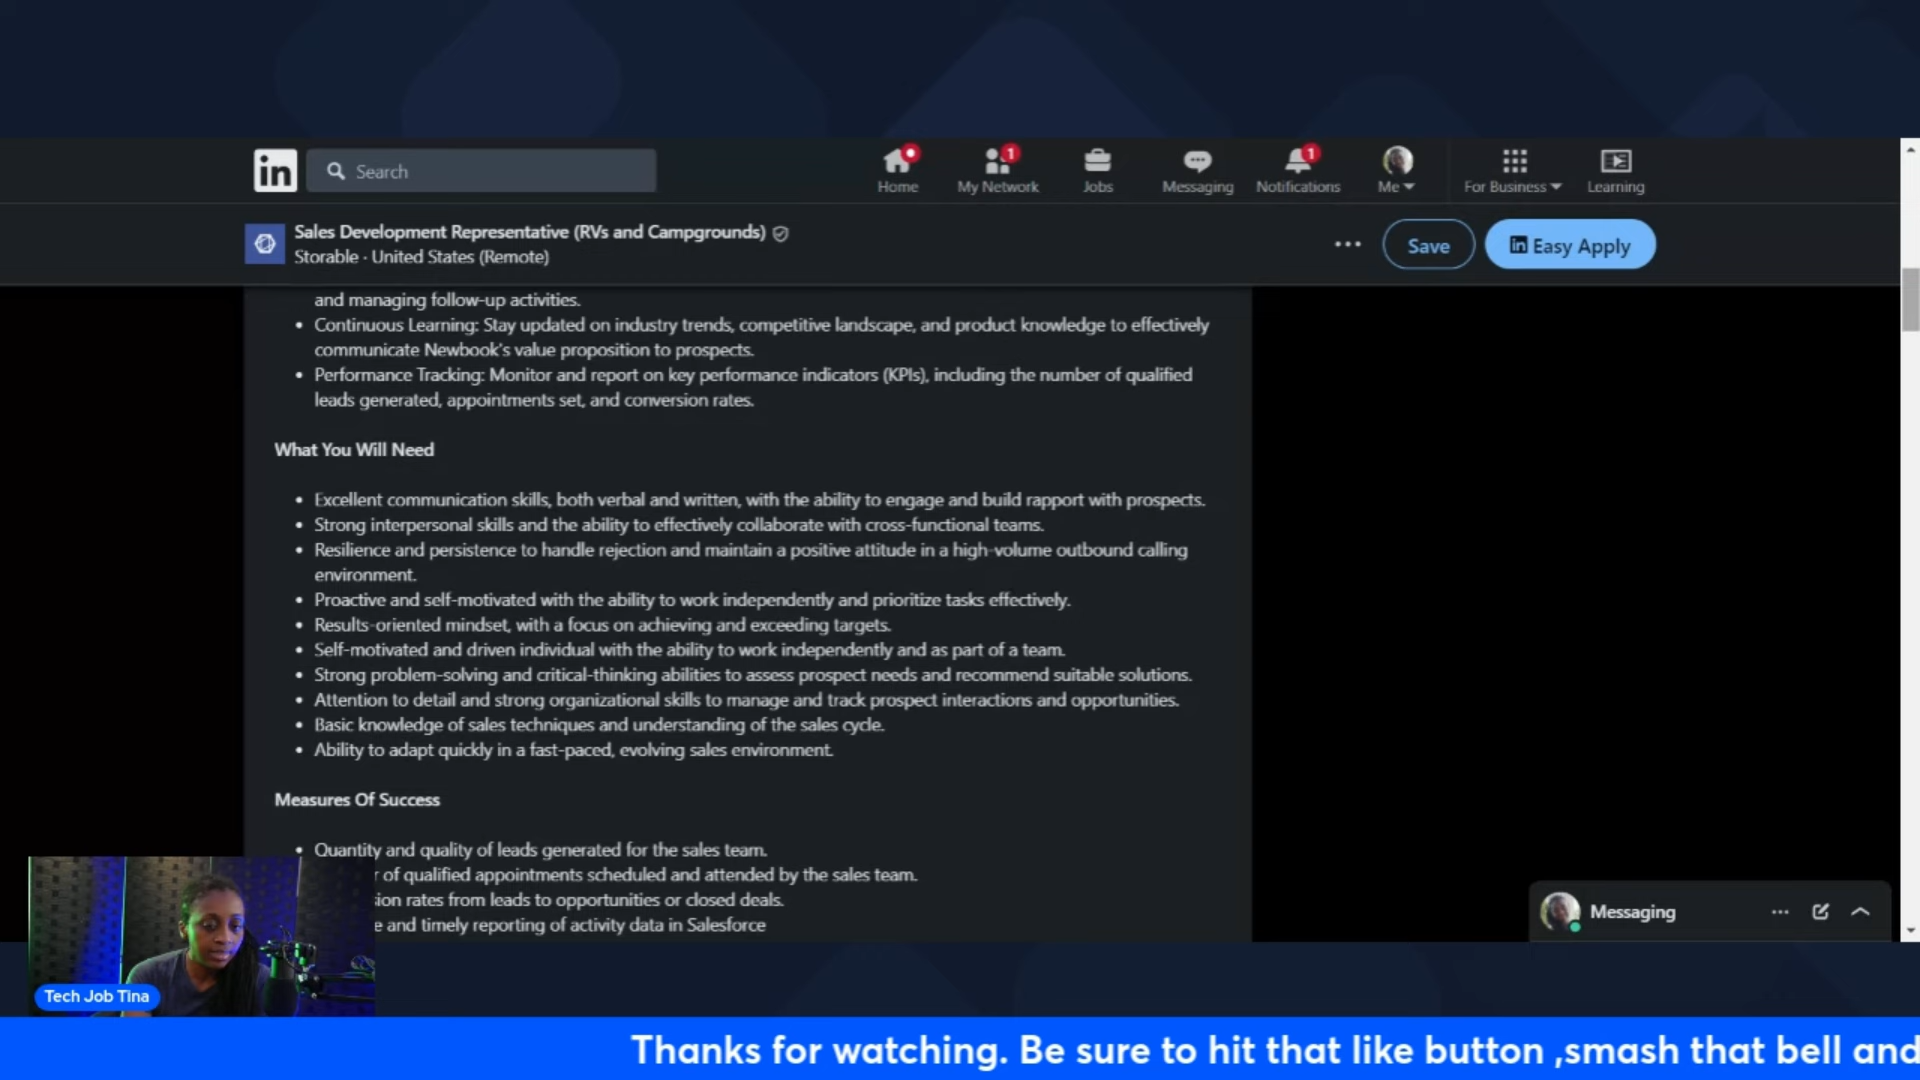 in
Search
Home
1
My Network
Jobs
Messaging
1
Notifications
Me
For Business
Learning
Sales Development Representative (RVs and Campgrounds)
Storable · United States (Remote)
Save
in Easy Apply
and managing follow-up activities.
• Continuous Learning: Stay updated on industry trends, competitive landscape, and product knowledge to effectively
communicate Newbook's value proposition to prospects.
• Performance Tracking: Monitor and report on key performance indicators (KPIs), including the number of qualified
leads generated, appointments set, and conversion rates.
What You Will Need
• Excellent communication skills, both verbal and written, with the ability to engage and build rapport with prospects.
• Strong interpersonal skills and the ability to effectively collaborate with cross-functional teams.
• Resilience and persistence to handle rejection and maintain a positive attitude in a high-volume outbound calling
environment.
• Proactive and self-motivated with the ability to work independently and prioritize tasks effectively.
• Results-oriented mindset, with a focus on achieving and exceeding targets.
• Self-motivated and driven individual with the ability to work independently and as part of a team.
• Strong problem-solving and critical-thinking abilities to assess prospect needs and recommend suitable solutions.
• Attention to detail and strong organizational skills to manage and track prospect interactions and opportunities.
• Basic knowledge of sales techniques and understanding of the sales cycle.
• Ability to adapt quickly in a fast-paced, evolving sales environment.
Measures Of Success
• Quantity and quality of leads generated for the sales team.
r of qualified appointments scheduled and attended by the sales team.
sion rates from leads to opportunities or closed deals.
e and timely reporting of activity data in Salesforce
Messaging
Tech Job Tina
Thanks for watching. Be sure to hit that like button ,smash that bell and